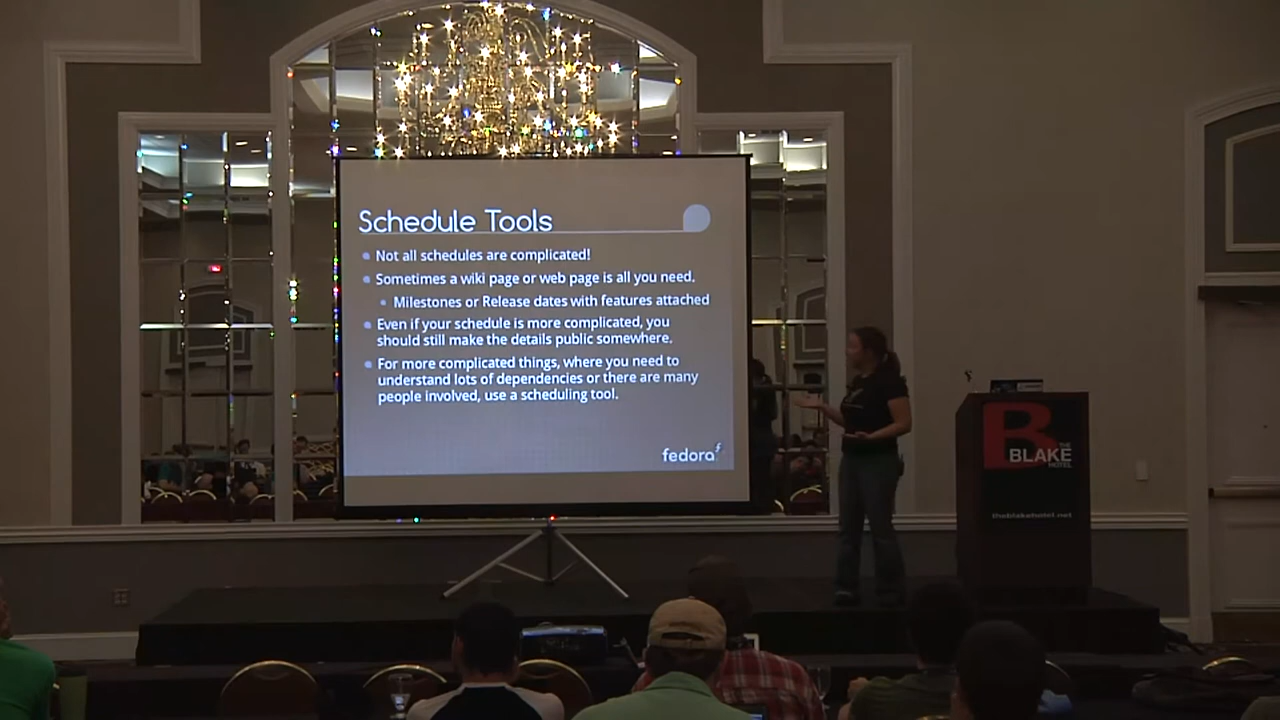 Schedule Tools
Not all schedules are complicated!
Sometimes a wiki page or web page is all you need.
Milestones or Release dates with features attached
Even if your schedule is more complicated, you
should still make the details public somewhere.
For more complicated things, where you need to
understand lots of dependencies or there are many
people involved, use a scheduling tool.
fedora
B
THE
BLAKE
HOTEL
theblakehotel.net